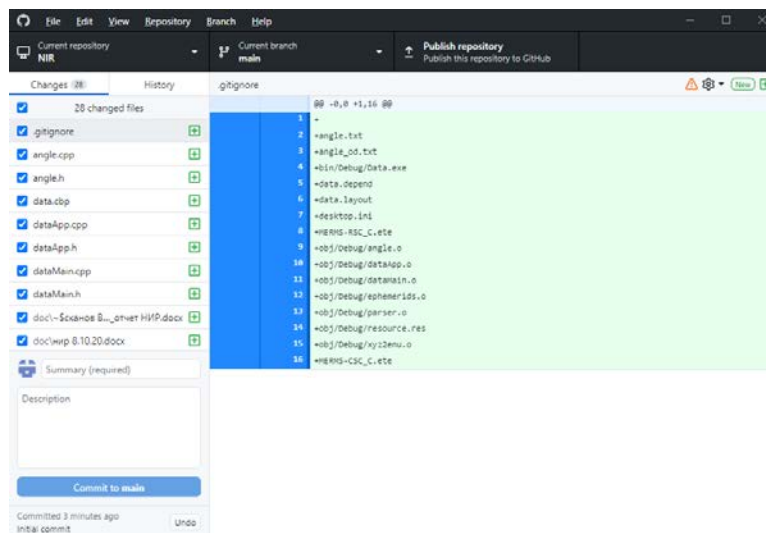 File Edit View Repository Branch Help
Current repository
NIR
Current branch
main
Publish repository
Publish this repository to GitHub
Changes 28 History
.gitignore
New
28 changed files
.gitignore
angle.cpp
angle.h
data.cbp
dataApp.cpp
dataApp.h
dataMain.cpp
dataMain.h
doc\~$сканов В..._отчет НИР.docx
doc\нир 8.10.20.docx
Summary (required)
Description
Commit to main
Committed 3 minutes ago
Initial commit
Undo
@@ -0,0 +1,16 @@
1 +
2 +angle.txt
3 +angle_od.txt
4 +bin/Debug/Data.exe
5 +data.depend
6 +data.layout
7 +desktop.ini
8 +MERMS-RSC_C.ete
9 +obj/Debug/angle.o
10 +obj/Debug/dataApp.o
11 +obj/Debug/dataMain.o
12 +obj/Debug/ephemerids.o
13 +obj/Debug/parser.o
14 +obj/Debug/resource.res
15 +obj/Debug/xyz2enu.o
16 +MERMS-CSC_C.ete